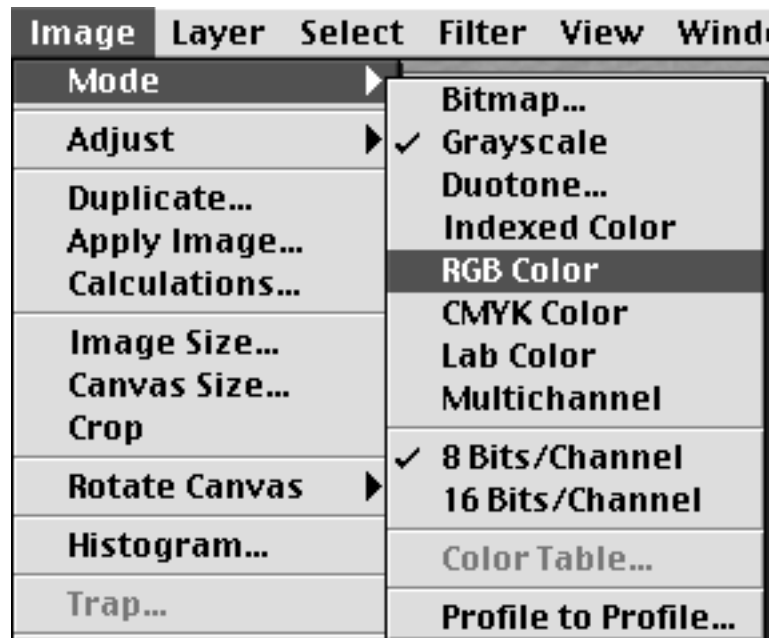 Image Layer Select Filter View
Mode
Adjust
Duplicate...
Apply Image...
Calculations...
Image Size...
Canvas Size...
Crop
Rotate Canvas
Histogram...
Trap...
Bitmap...
Grayscale
Duotone...
Indexed Color
RGB Color
CMYK Color
Lab Color
Multichannel
8 Bits/Channel
16 Bits/Channel
Color Table...
Profile to Profile...